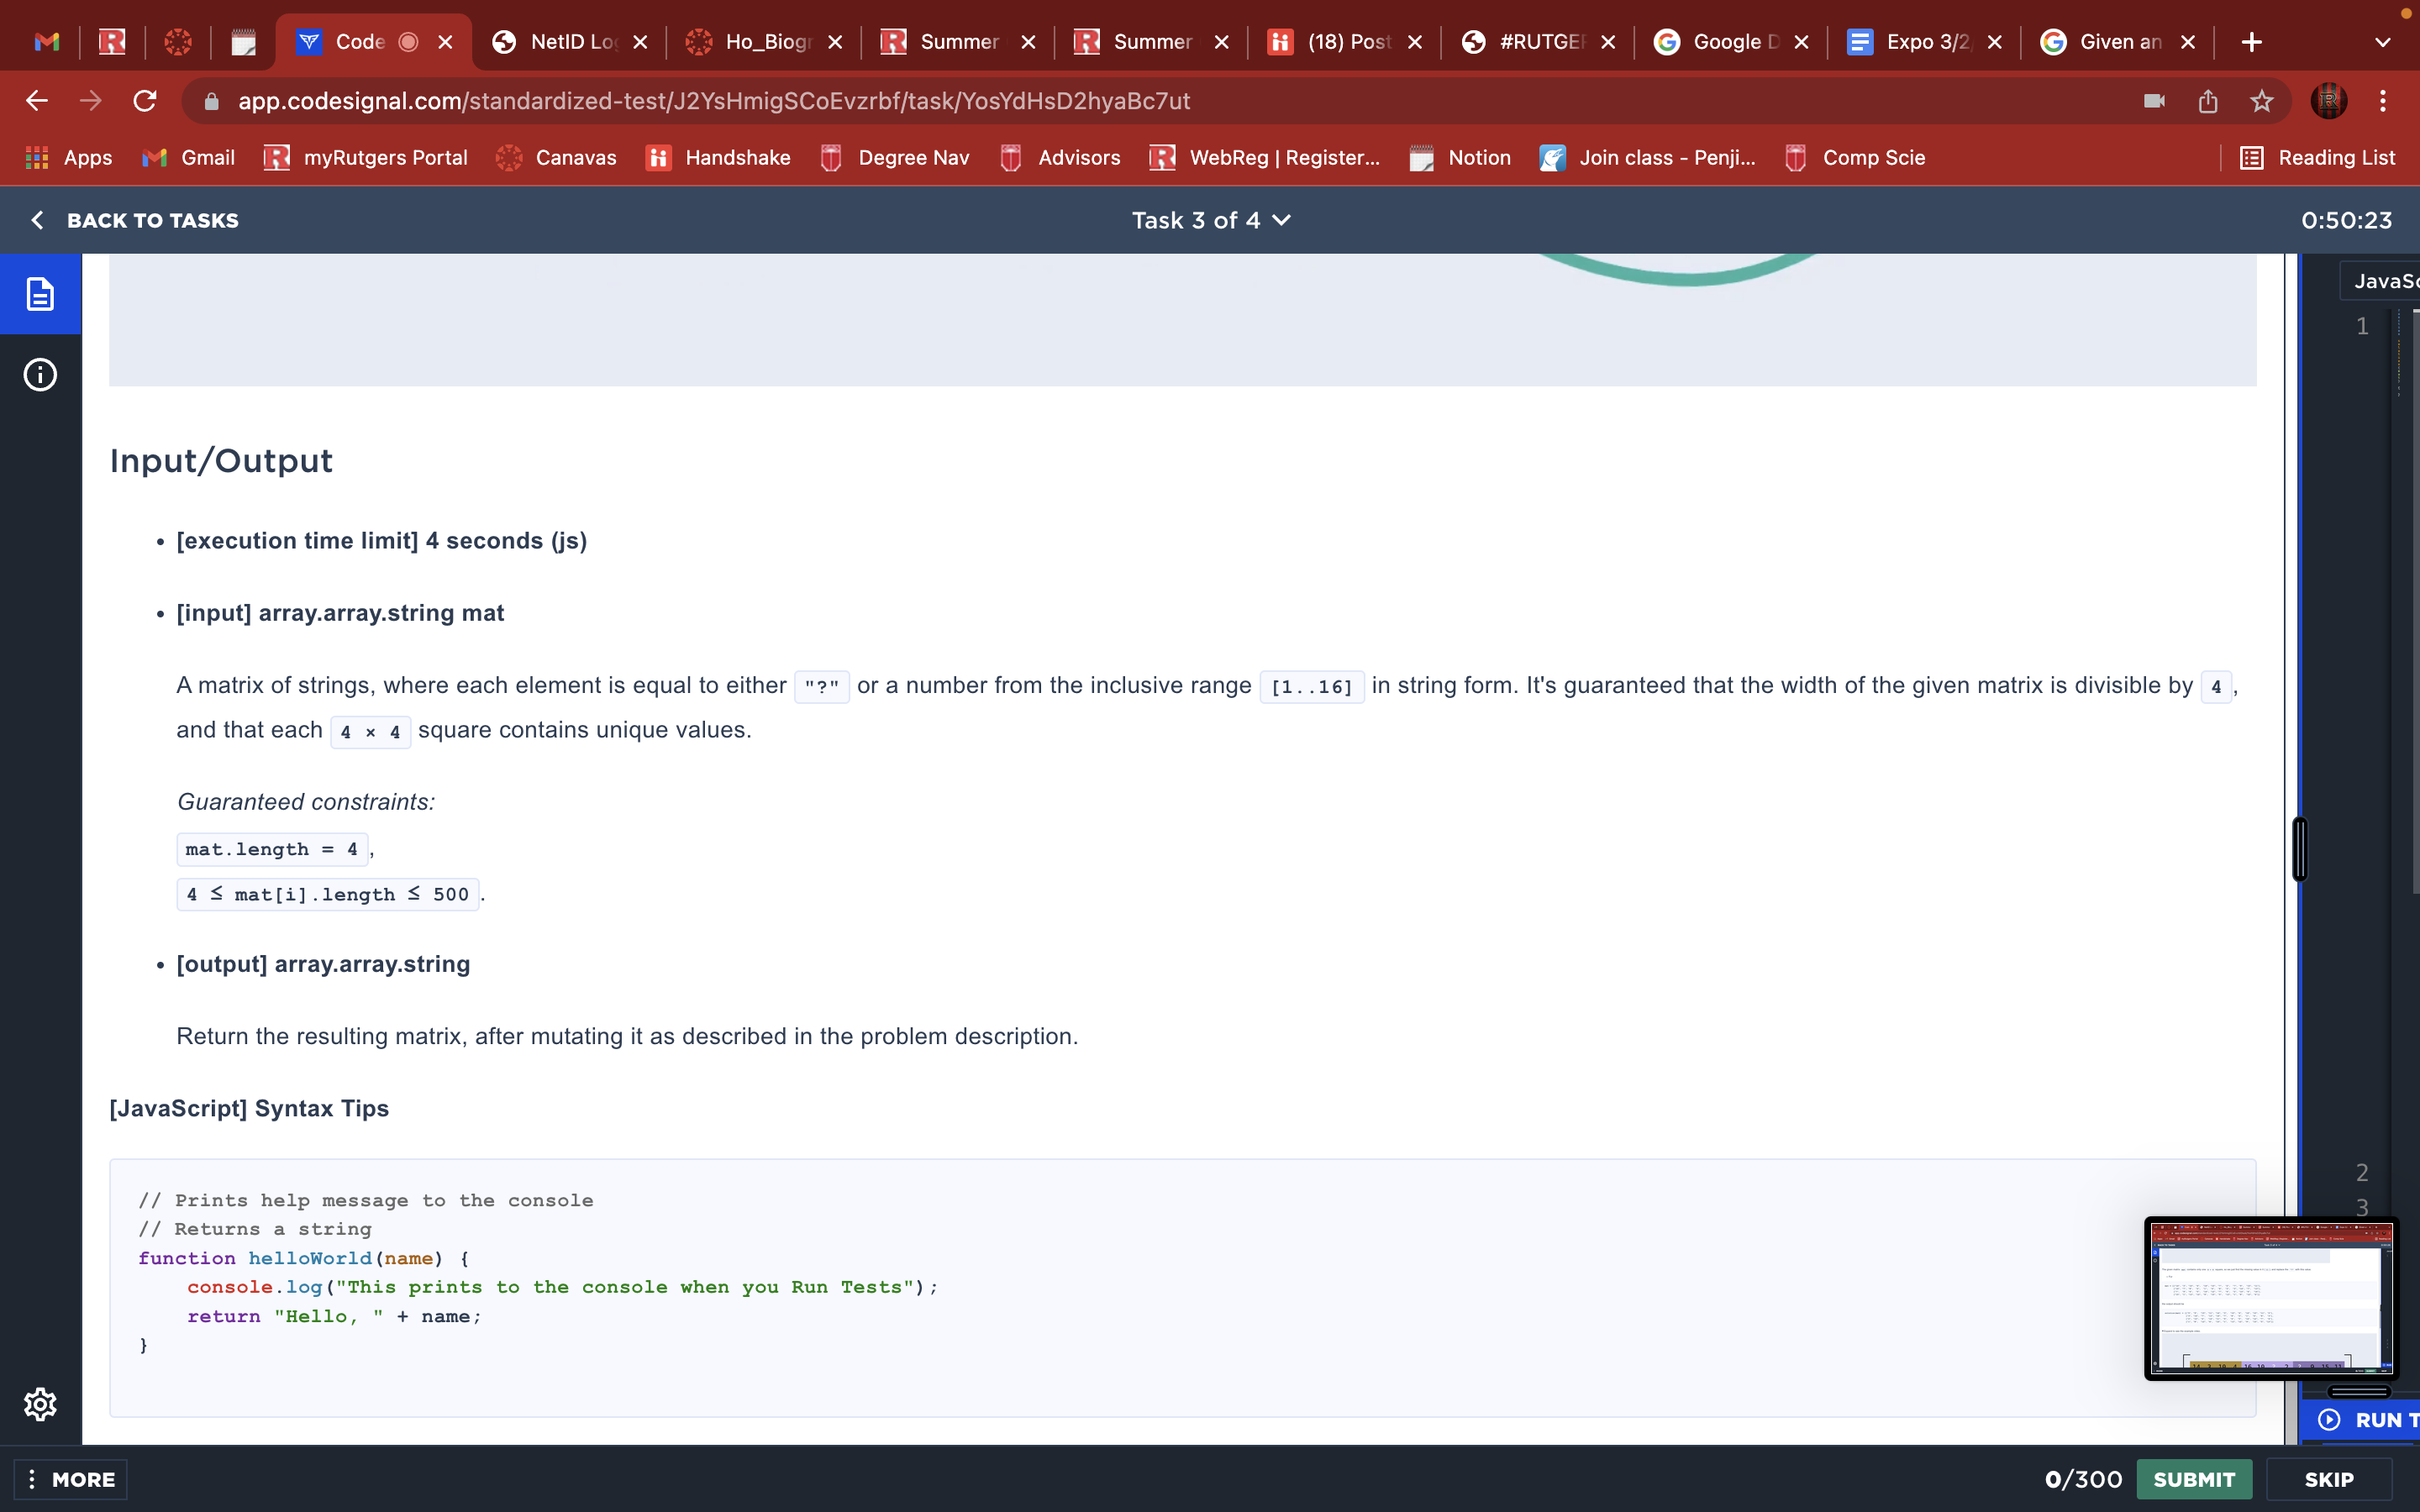 Code
NetID Lo
Ho_Biogr
Summer
Summer
(18) Post
#RUTGE
Google D
Expo 3/2
Given an
app.codesignal.com/standardized-test/J2YsHmigSCoEvzrbf/task/YosYdHsD2hyaBc7ut
Apps Gmail myRutgers Portal Canavas Handshake Degree Nav Advisors WebReg | Register... Notion Join class - Penji... Comp Scie Reading List
BACK TO TASKS Task 3 of 4 0:50:23
JavaSc
1
Input/Output
• [execution time limit] 4 seconds (js)
• [input] array.array.string mat
A matrix of strings, where each element is equal to either "?" or a number from the inclusive range [1..16] in string form. It's guaranteed that the width of the given matrix is divisible by 4,
and that each 4 × 4 square contains unique values.
Guaranteed constraints:
mat.length = 4,
4 ≤ mat[i].length ≤ 500.
• [output] array.array.string
Return the resulting matrix, after mutating it as described in the problem description.
[JavaScript] Syntax Tips
// Prints help message to the console
// Returns a string
function helloWorld(name) {
console.log("This prints to the console when you Run Tests");
return "Hello, " + name;
}
2
3
RUN T
MORE 0/300 SUBMIT SKIP